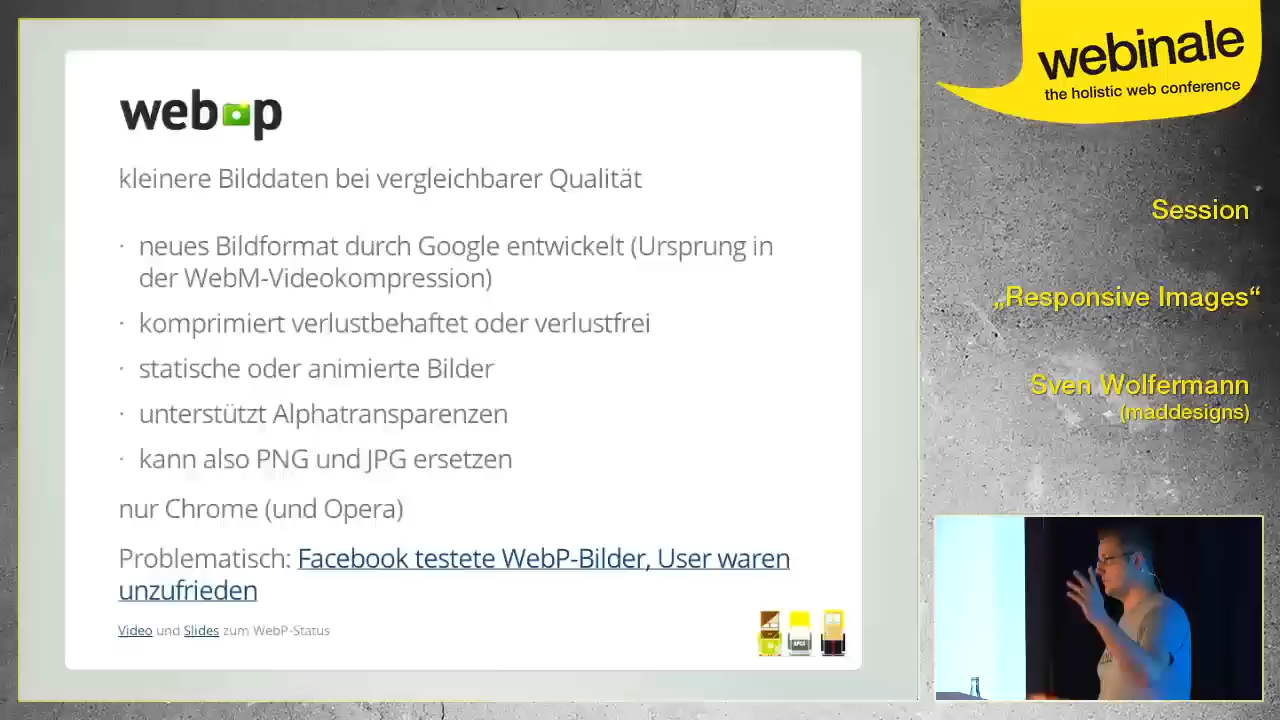 webp
kleinere Bilddaten bei vergleichbarer Qualität
· neues Bildformat durch Google entwickelt (Ursprung in
der WebM-Videokompression)
· komprimiert verlustbehaftet oder verlustfrei
· statische oder animierte Bilder
· unterstützt Alphatransparenzen
· kann also PNG und JPG ersetzen
nur Chrome (und Opera)
Problematisch: Facebook testete WebP-Bilder, User waren
unzufrieden
Video und Slides zum WebP-Status
webinale
the holistic web conference
Session
„Responsive Images“
Sven Wolfermann
(maddesigns)